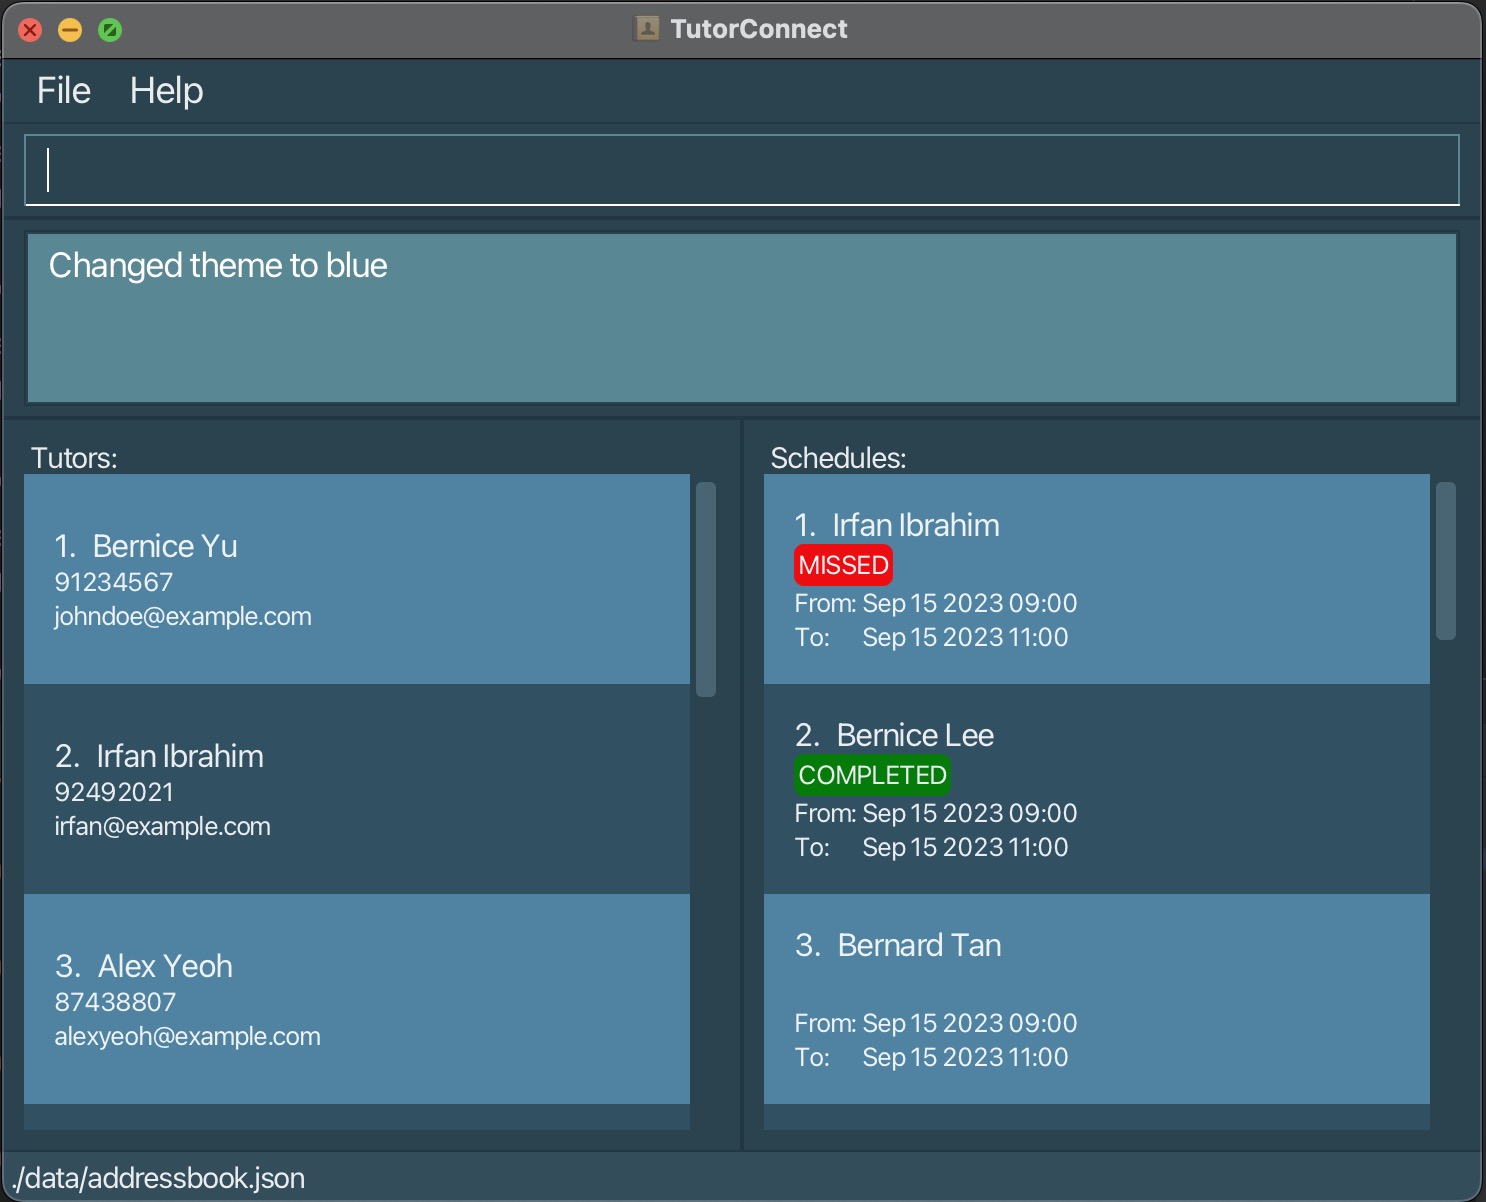 TutorConnect
File Help
Changed theme to blue
Tutors:
1. Bernice Yu
91234567
johndoe@example.com
2. Irfan Ibrahim
92492021
irfan@example.com
3. Alex Yeoh
87438807
alexyeoh@example.com
Schedules:
1. Irfan Ibrahim
MISSED
From: Sep 15 2023 09:00
To: Sep 15 2023 11:00
2. Bernice Lee
COMPLETED
From: Sep 15 2023 09:00
To: Sep 15 2023 11:00
3. Bernard Tan
From: Sep 15 2023 09:00
To: Sep 15 2023 11:00
./data/addressbook.json